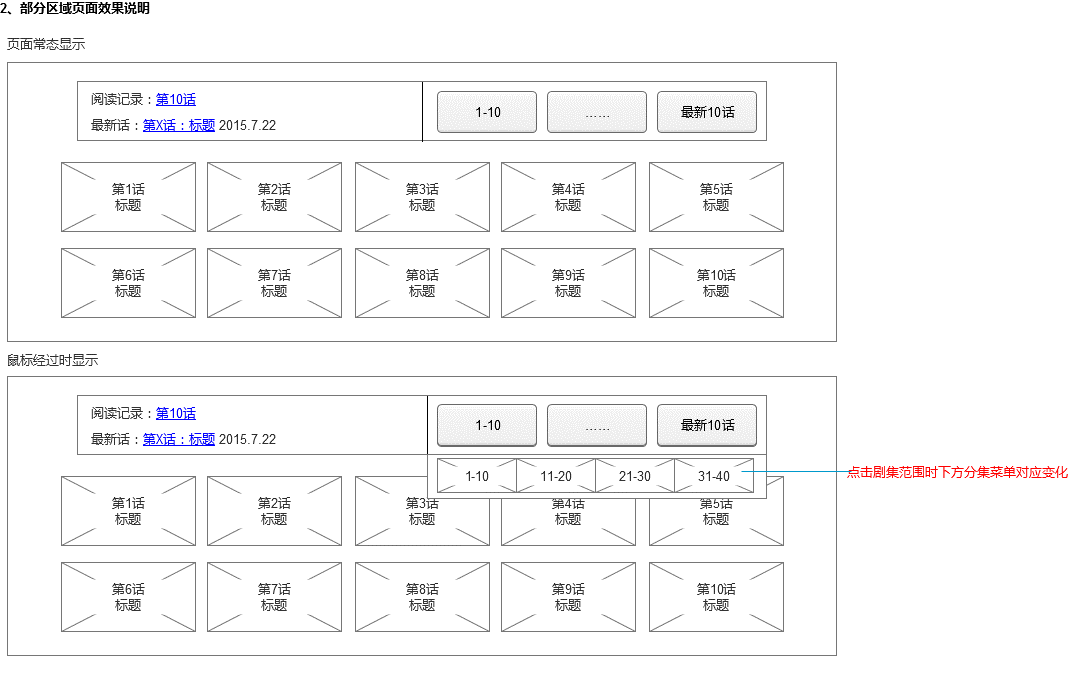 2、部分区域页面效果说明
页面常态显示
阅读记录：第10话
最新话：第X话：标题 2015.7.22
1-10
……
最新10话
第1话
标题
第2话
标题
第3话
标题
第4话
标题
第5话
标题
第6话
标题
第7话
标题
第8话
标题
第9话
标题
第10话
标题
鼠标经过时显示
阅读记录：第10话
最新话：第X话：标题 2015.7.22
1-10
……
最新10话
1-10
11-20
21-30
31-40
点击剧集范围时下方分集菜单对应变化
第1话
标题
第2话
标题
第3话
标题
第4话
标题
第5话
标题
第6话
标题
第7话
标题
第8话
标题
第9话
标题
第10话
标题